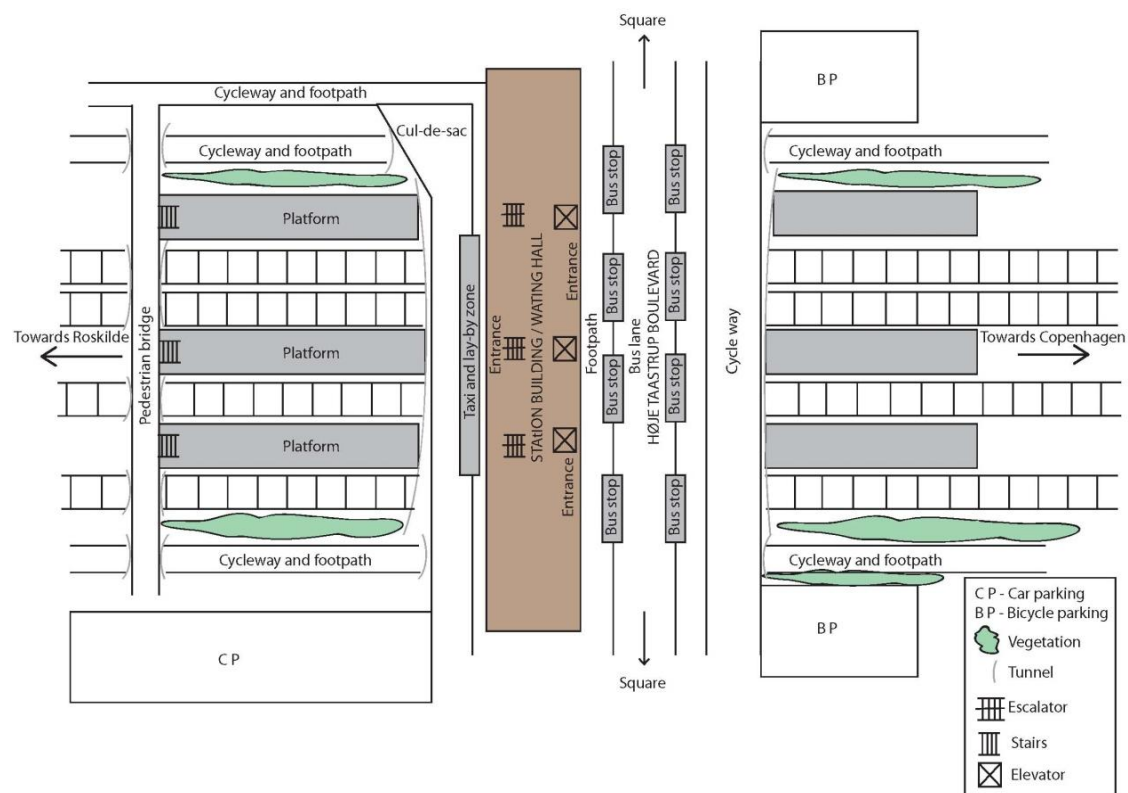 Square
B P
Cycleway and footpath
Cul-de-sac
Cycleway and footpath
Cycleway and footpath
Bus stop
Bus stop
Platform
Entrance
Bus stop
Bus stop
Towards Roskilde
Pedestrian bridge
Platform
Taxi and lay-by zone
Entrance
STAtION BUILDING / WATING HALL
Footpath
Bus lane
HØJE TAASTRUP BOULEVARD
Cycle way
Towards Copenhagen
Bus stop
Bus stop
Platform
Entrance
Bus stop
Bus stop
Cycleway and footpath
Cycleway and footpath
C P
Square
B P
C P - Car parking
B P - Bicycle parking
Vegetation
Tunnel
Escalator
Stairs
Elevator